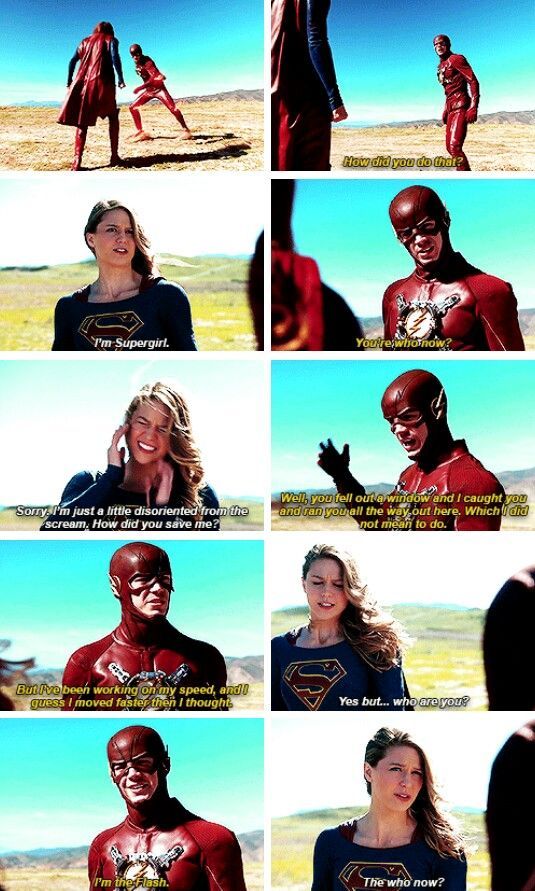 How did you do that?
I'm Supergirl.
You're who now?
Sorry. I'm just a little disoriented from the
scream. How did you save me?
Well, you fell out a window and I caught you
and ran you all the way out here. Which I did
not mean to do.
But I've been working on my speed, and I
guess I moved faster then I thought.
Yes but... who are you?
I'm the Flash.
The who now?